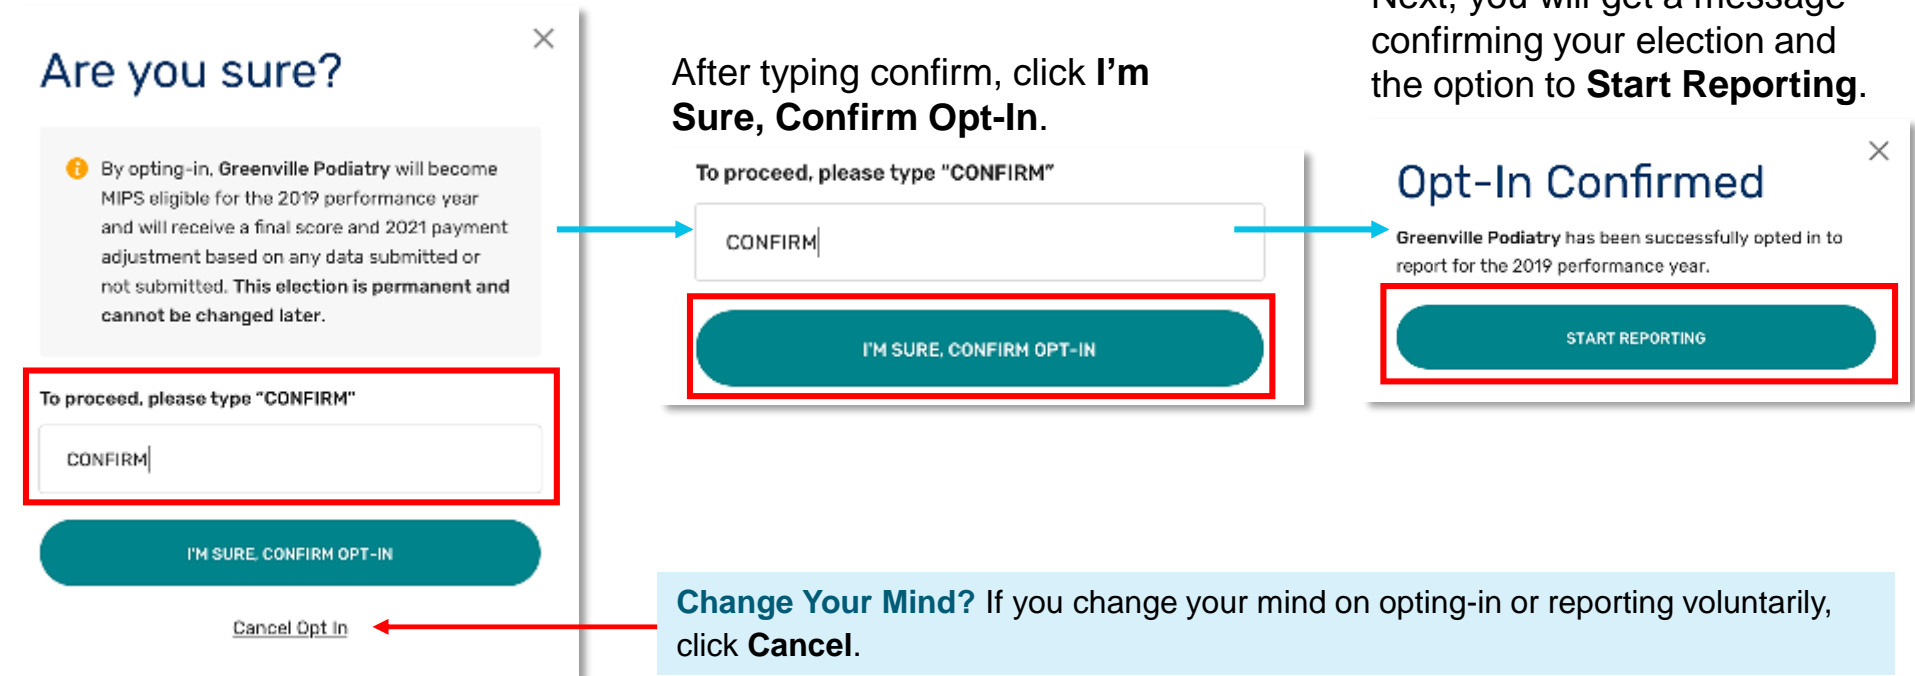 Are you sure?
By opting-in, Greenville Podiatry will become
MIPS eligible for the 2019 performance year
and will receive a final score and 2021 payment
adjustment based on any data submitted or
not submitted. This election is permanent and
cannot be changed later.
To proceed, please type "CONFIRM"
CONFIRM
I'M SURE, CONFIRM OPT-IN
Cancel Opt In
After typing confirm, click I'm
Sure, Confirm Opt-In.
To proceed, please type "CONFIRM"
CONFIRM
I'M SURE, CONFIRM OPT-IN
Next, you will get a message
confirming your election and
the option to Start Reporting.
Opt-In Confirmed
Greenville Podiatry has been successfully opted in to
report for the 2019 performance year.
START REPORTING
Change Your Mind? If you change your mind on opting-in or reporting voluntarily,
click Cancel.